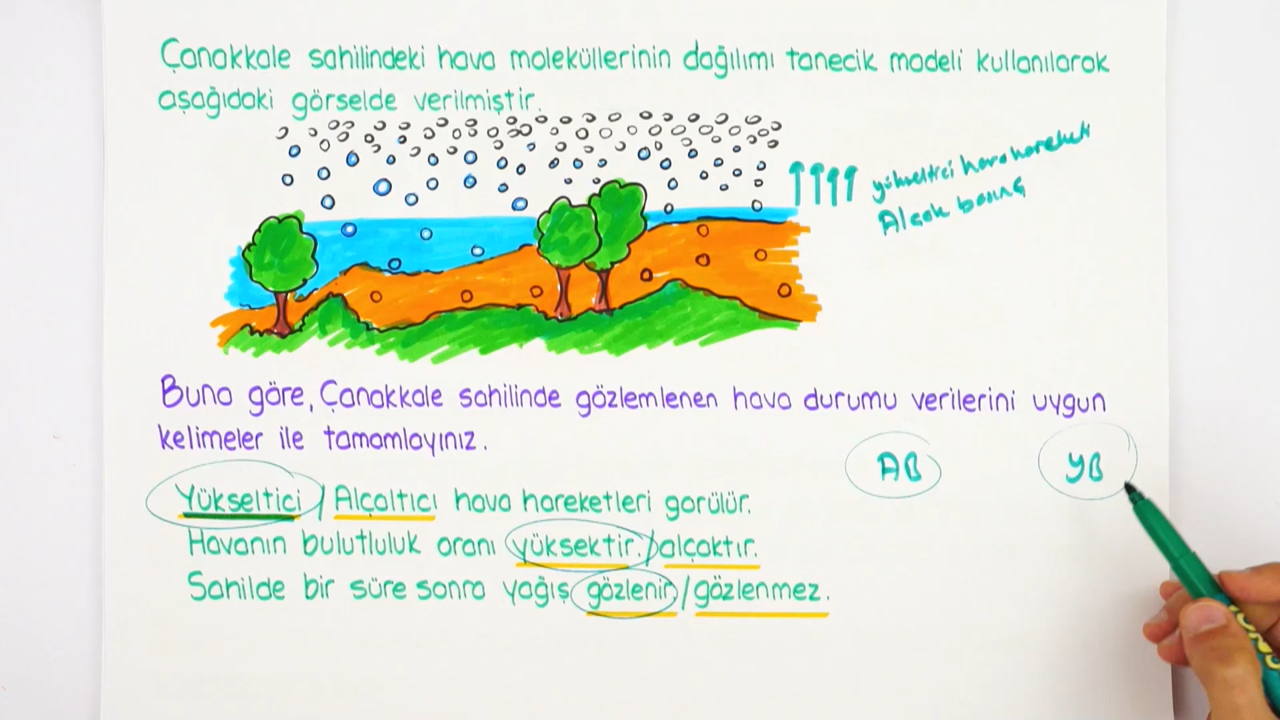 Çanakkale sahilindeki hava moleküllerinin dağılımı tanecik modeli kullanılarak
aşağıdaki görselde verilmiştir.
yükseltici hava hareketi
Alçak basınç
Buna göre, Çanakkale sahilinde gözlemlenen hava durumu verilerini uygun
kelimeler ile tamamlayınız.
AB YB
Yükseltici / Alçaltıcı hava hareketleri görülür.
Havanın bulutluluk oranı yüksektir. / alçaktır.
Sahilde bir süre sonra yağış gözlenir / gözlenmez.